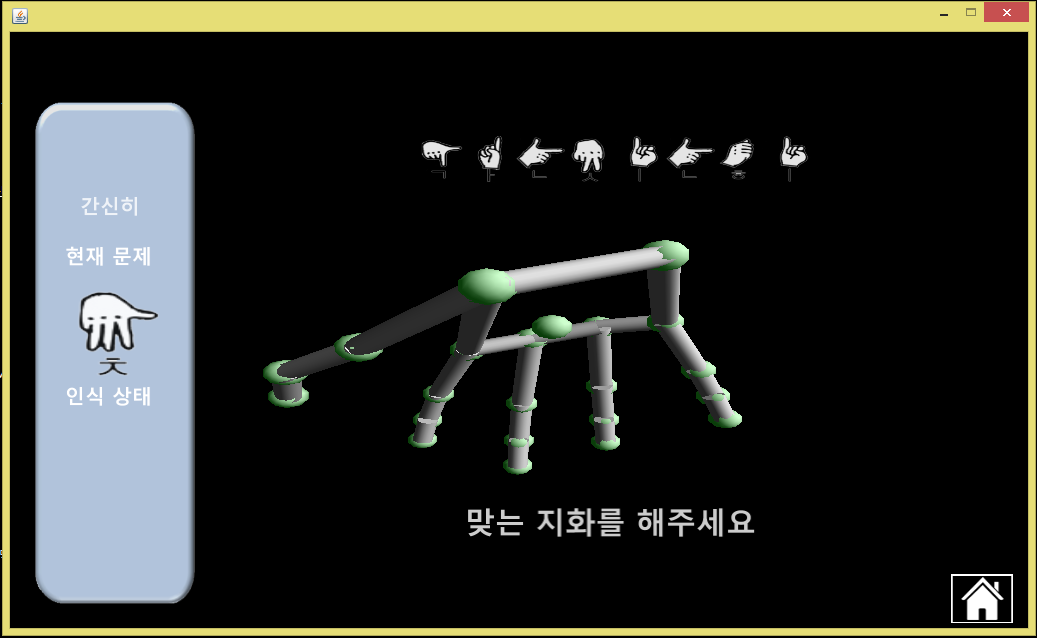 ㄱ ㅏ ㄴ ㅅ ㅣ ㄴ ㅎ ㅣ
간신히
현재 문제
ㅊ
인식 상태
맞는 지화를 해주세요